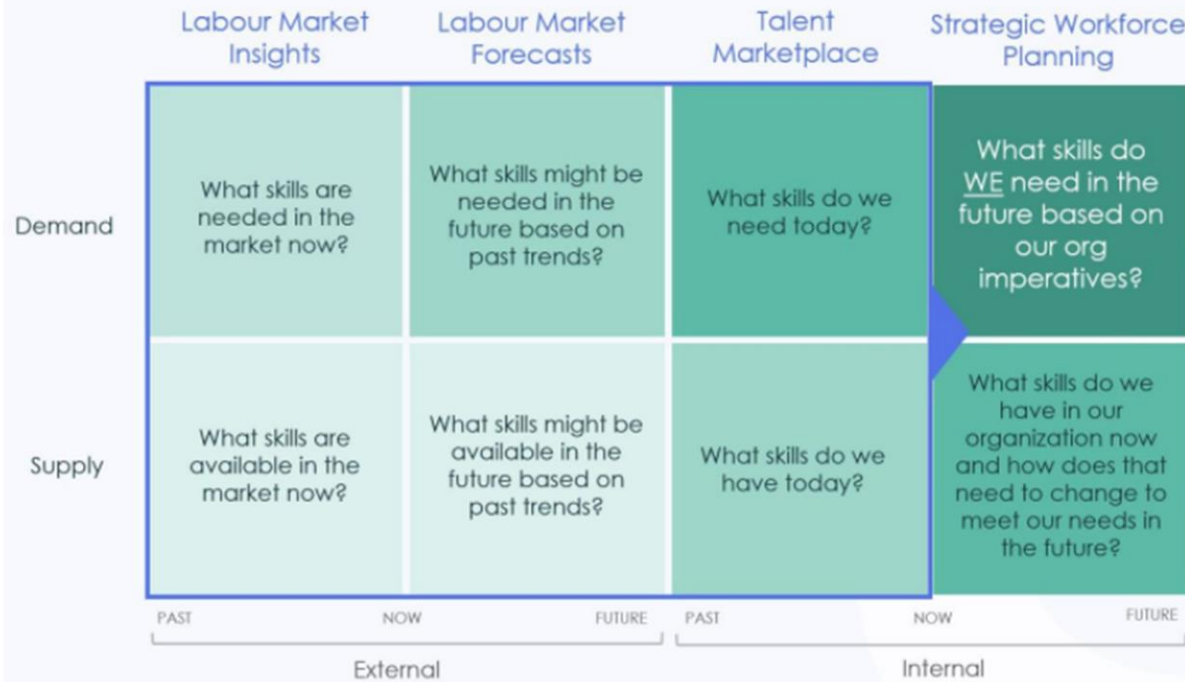 Labour Market
Insights
Labour Market
Forecasts
Talent
Marketplace
Strategic Workforce
Planning
Demand
What skills are
needed in the
market now?
What skills might be
needed in the
future based on
past trends?
What skills do we
need today?
What skills do
WE need in the
future based on
our org
imperatives?
Supply
What skills are
available in the
market now?
What skills might be
available in the
future based on
past trends?
What skills do we
have today?
What skills do we
have in our
organization now
and how does that
need to change to
meet our needs in
the future?
PAST
NOW
FUTURE
PAST
NOW
FUTURE
External
Internal